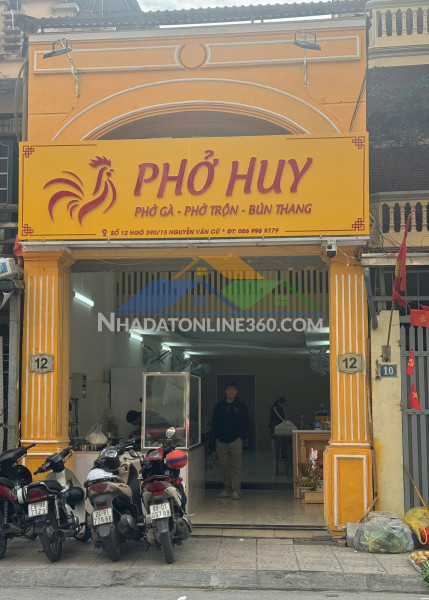 PHỞ HUY
PHỞ GÀ - PHỞ TRỘN - BÚN THANG
SỐ 12 NGÕ 390/15 NGUYỄN VĂN CỪ * ĐT: 086 998 9779
NHADATONLINE360.COM
12
12
10